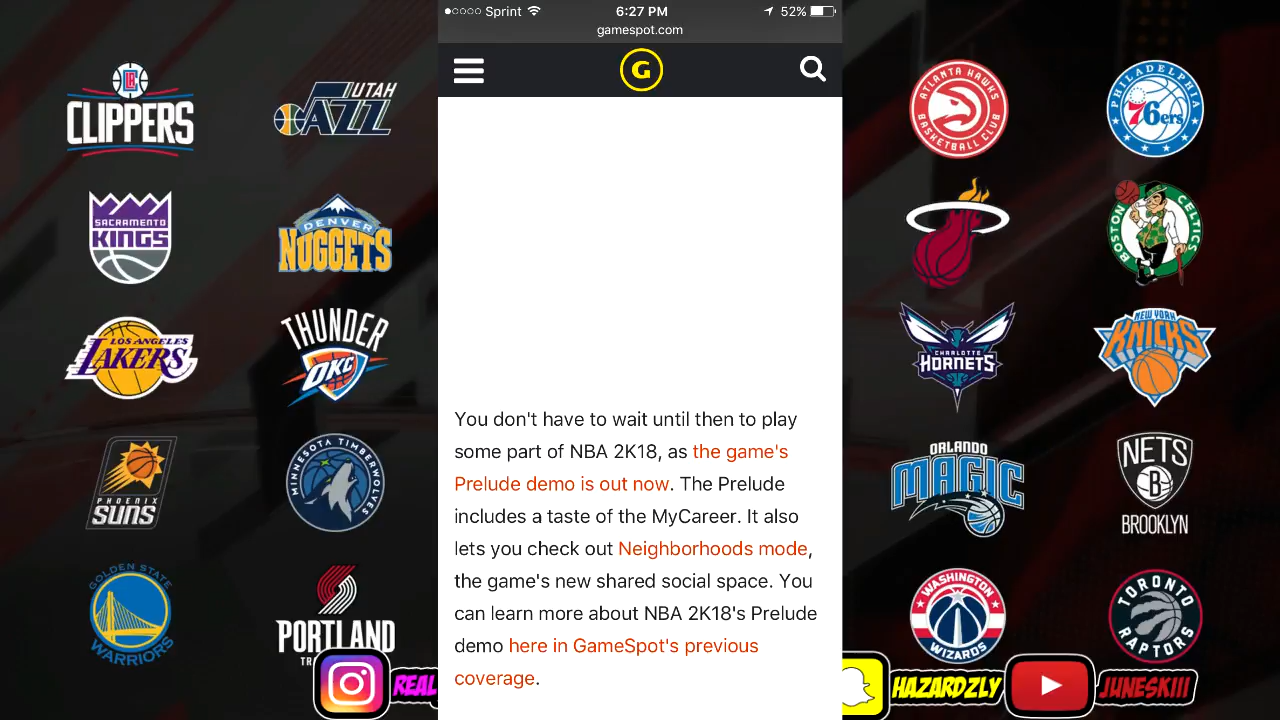 Sprint 6:27 PM 52%
gamespot.com
G
You don't have to wait until then to play
some part of NBA 2K18, as the game's
Prelude demo is out now. The Prelude
includes a taste of the MyCareer. It also
lets you check out Neighborhoods mode,
the game's new shared social space. You
can learn more about NBA 2K18's Prelude
demo here in GameSpot's previous
coverage.
LA
CLIPPERS
UTAH
JAZZ
SACRAMENTO
KINGS
DENVER
NUGGETS
LOS ANGELES
LAKERS
THUNDER
OKC
PHOENIX
SUNS
MINNESOTA TIMBERWOLVES
GOLDEN STATE
WARRIORS
PORTLAND
ATLANTA HAWKS
BASKETBALL CLUB
PHILADELPHIA
76ers
BOSTON
CELTICS
CHARLOTTE
HORNETS
NEW YORK
KNICKS
ORLANDO
MAGIC
NETS
B
BROOKLYN
WASHINGTON
WIZARDS
TORONTO
RAPTORS
REAL
HAZARDZLY
JUNESKIII